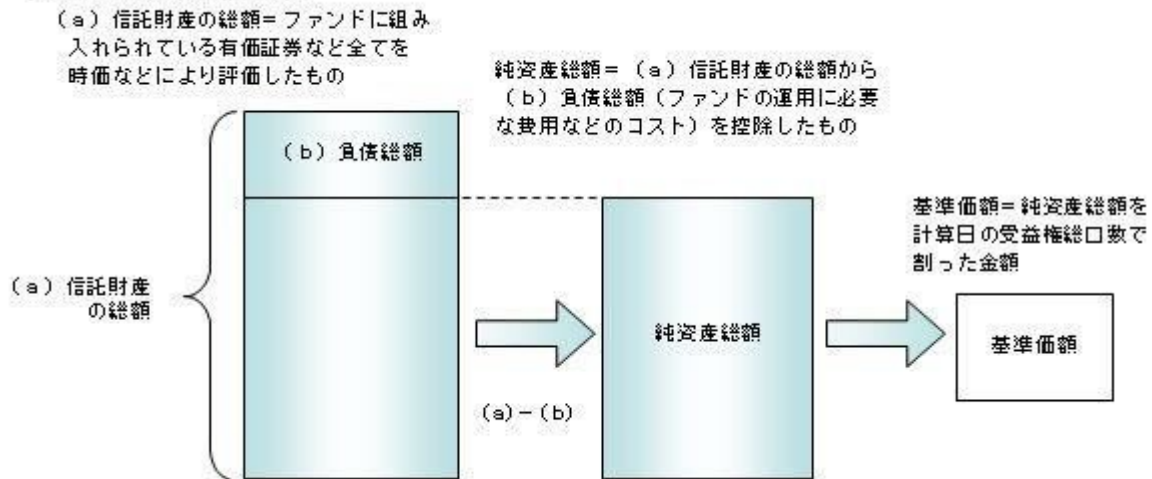 (a) 信託財産の総額=ファンドに組み
入れられている有価証券など全てを
時価などにより評価したもの
純資産総額=(a)信託財産の総額から
(b)負債総額(ファンドの運用に必要
な費用などのコスト)を控除したもの
(b)負債総額
基準価額=純資産総額を
計算日の受益権総口数で
割った金額
(a)信託財産
の総額
純資産総額
基準価額
(a)-(b)